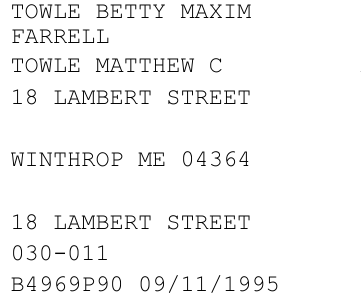 TOWLE BETTY MAXIM
FARRELL
TOWLE MATTHEW C
18 LAMBERT STREET
WINTHROP ME 04364
18 LAMBERT STREET
030-011
B4969P90 09/11/1995